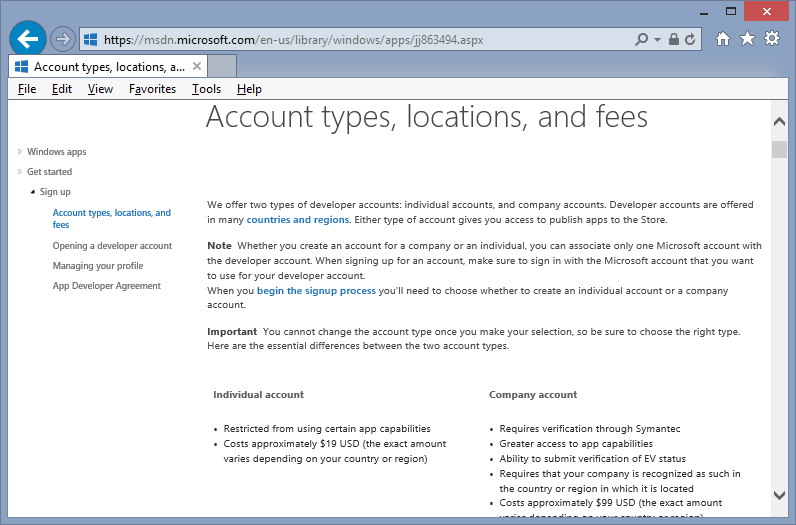 https://msdn.microsoft.com/en-us/library/windows/apps/jj863494.aspx
Account types, locations, a...
File Edit View Favorites Tools Help
Account types, locations, and fees
Windows apps
Get started
Sign up
Account types, locations, and
fees
Opening a developer account
Managing your profile
App Developer Agreement
We offer two types of developer accounts: individual accounts, and company accounts. Developer accounts are offered
in many countries and regions. Either type of account gives you access to publish apps to the Store.
Note Whether you create an account for a company or an individual, you can associate only one Microsoft account with
the developer account. When signing up for an account, make sure to sign in with the Microsoft account that you want
to use for your developer account.
When you begin the signup process you'll need to choose whether to create an individual account or a company
account.
Important You cannot change the account type once you make your selection, so be sure to choose the right type.
Here are the essential differences between the two account types.
Individual account
• Restricted from using certain app capabilities
• Costs approximately $19 USD (the exact amount
varies depending on your country or region)
Company account
• Requires verification through Symantec
• Greater access to app capabilities
• Ability to submit verification of EV status
• Requires that your company is recognized as such in
the country or region in which it is located
• Costs approximately $99 USD (the exact amount
varies depending on your country or region)